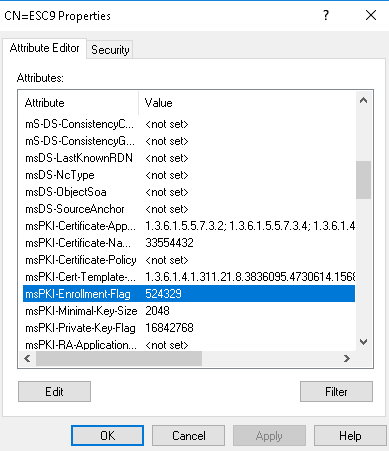 CN=ESC9 Properties
?
Attribute Editor Security
Attributes:
Attribute Value
mS-DS-ConsistencyC... <not set>
mS-DS-ConsistencyG... <not set>
msDS-LastKnownRDN <not set>
msDS-NcType <not set>
msDS-ObjectSoa <not set>
msDS-SourceAnchor <not set>
msPKI-Certificate-App... 1.3.6.1.5.5.7.3.2; 1.3.6.1.5.5.7.3.4; 1.3.6.1.4
msPKI-Certificate-Na... 33554432
msPKI-Certificate-Policy <not set>
msPKI-Cert-Template-... 1.3.6.1.4.1.311.21.8.3836095.4730614.1568
msPKI-Enrollment-Flag 524329
msPKI-Minimal-Key-Size 2048
msPKI-Private-Key-Flag 16842768
msPKI-RA-Application... <not set>
Edit Filter
OK Cancel Apply Help